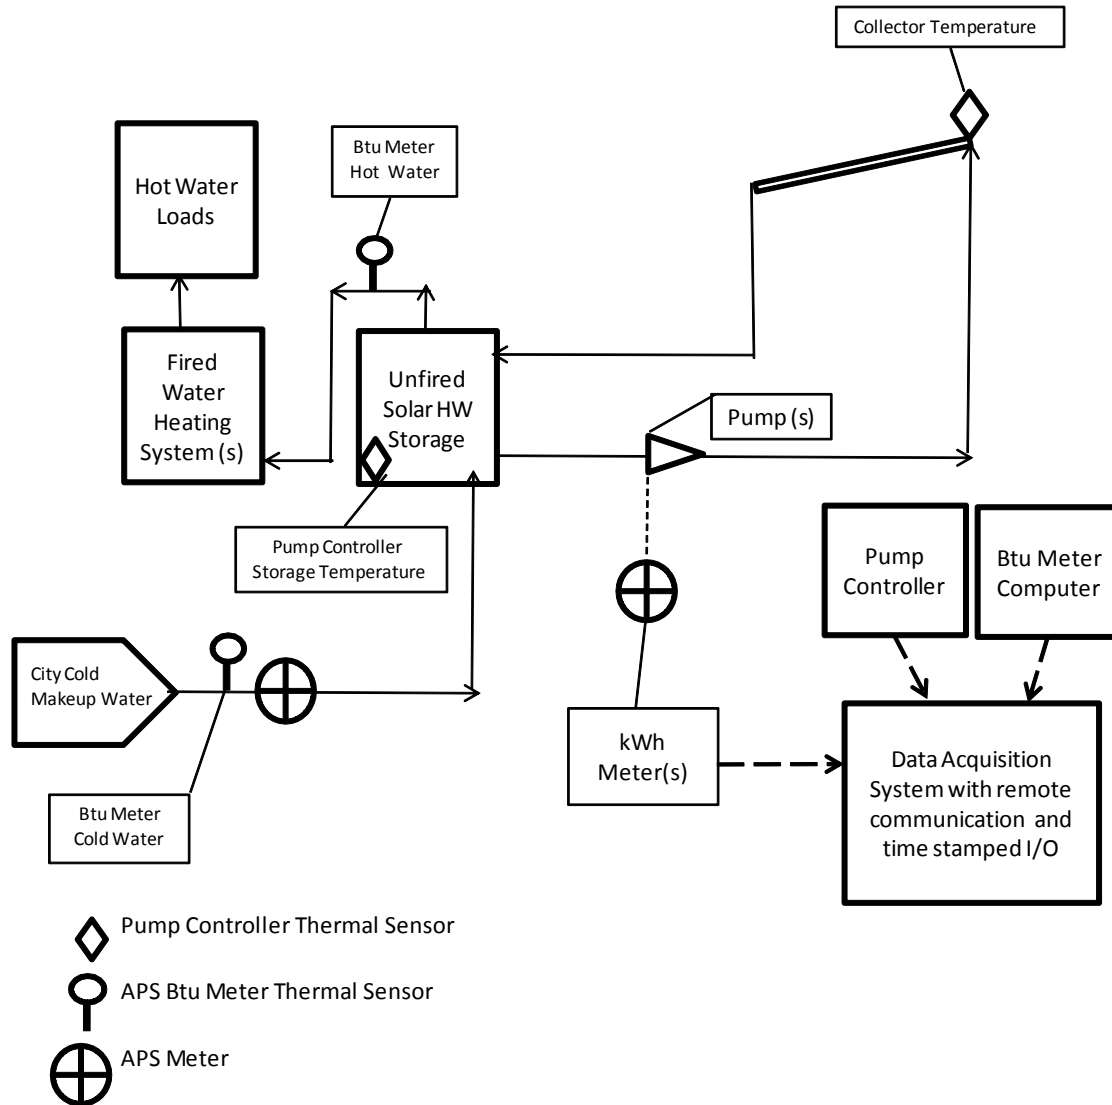 Collector Temperature
Btu Meter
Hot Water
Hot Water
Loads
Fired
Water
Heating
System (s)
Unfired
Solar HW
Storage
Pump (s)
Pump Controller
Storage Temperature
Pump
Controller
Btu Meter
Computer
City Cold
Makeup Water
kWh
Meter(s)
Data Acquisition
System with remote
communication and
time stamped I/O
Btu Meter
Cold Water
Pump Controller Thermal Sensor
APS Btu Meter Thermal Sensor
APS Meter